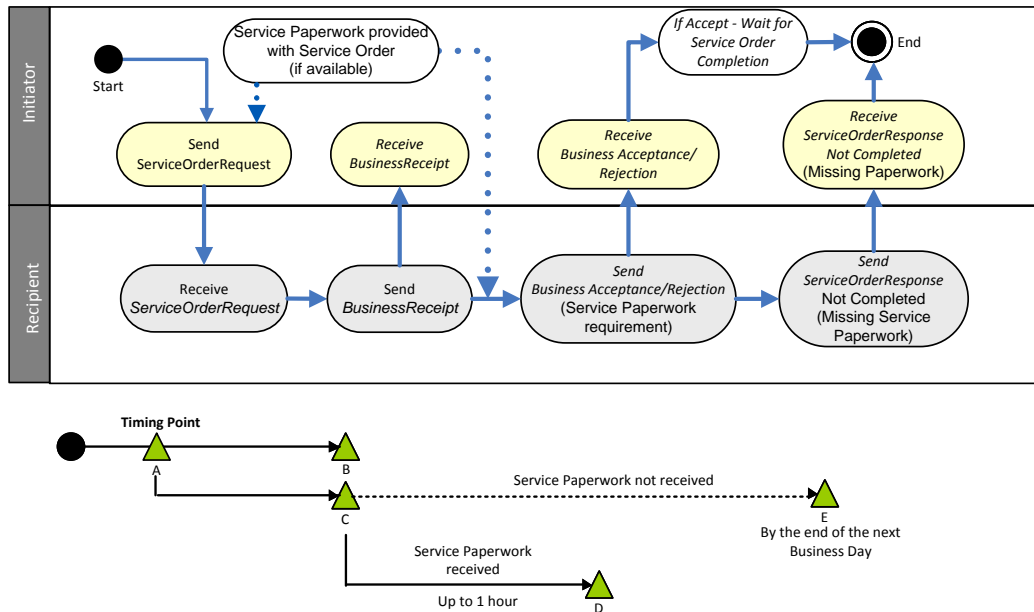 Initiator
Start
Service Paperwork provided
with Service Order
(if available)
If Accept - Wait for
Service Order
Completion
End
Send
ServiceOrderRequest
Receive
BusinessReceipt
Receive
Business Acceptance/
Rejection
Receive
ServiceOrderResponse
Not Completed
(Missing Paperwork)
Recipient
Receive
ServiceOrderRequest
Send
BusinessReceipt
Send
Business Acceptance/Rejection
(Service Paperwork
requirement)
Send
ServiceOrderResponse
Not Completed
(Missing Service
Paperwork)
Timing Point
A
B
C
Service Paperwork not received
E
By the end of the next
Business Day
Service Paperwork
received
Up to 1 hour
D